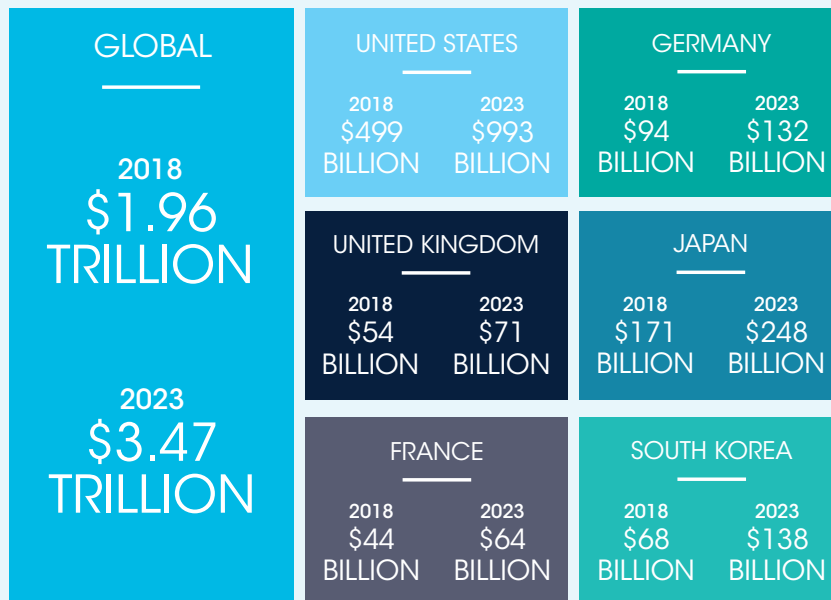 GLOBAL
2018
$1.96
TRILLION
2023
$3.47
TRILLION
UNITED STATES
2018 2023
$499 $993
BILLION BILLION
GERMANY
2018 2023
$94 $132
BILLION BILLION
UNITED KINGDOM
2018 2023
$54 $71
BILLION BILLION
JAPAN
2018 2023
$171 $248
BILLION BILLION
FRANCE
2018 2023
$44 $64
BILLION BILLION
SOUTH KOREA
2018 2023
$68 $138
BILLION BILLION